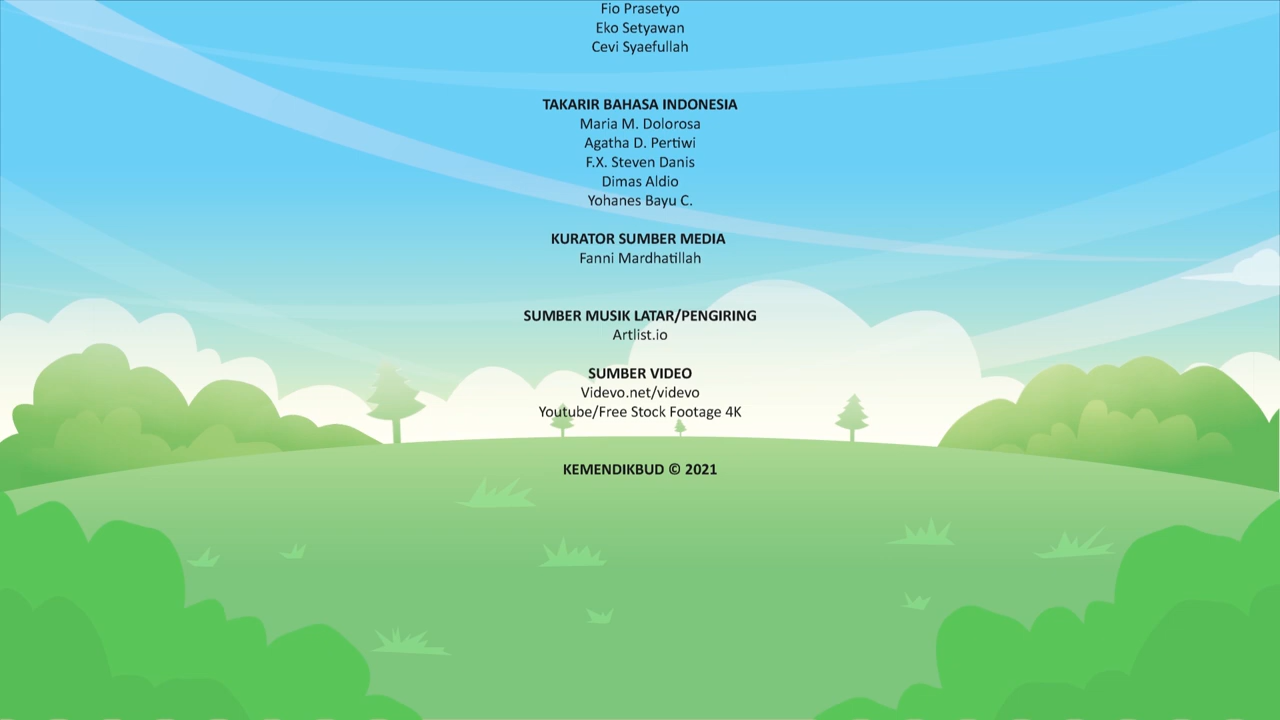 Fio Prasetyo
Eko Setyawan
Cevi Syaefullah
TAKARIR BAHASA INDONESIA
Maria M. Dolorosa
Agatha D. Pertiwi
F.X. Steven Danis
Dimas Aldio
Yohanes Bayu C.
KURATOR SUMBER MEDIA
Fanni Mardhatillah
SUMBER MUSIK LATAR/PENGIRING
Artlist.io
SUMBER VIDEO
Videvo.net/videvo
Youtube/Free Stock Footage 4K
KEMENDIKBUD © 2021